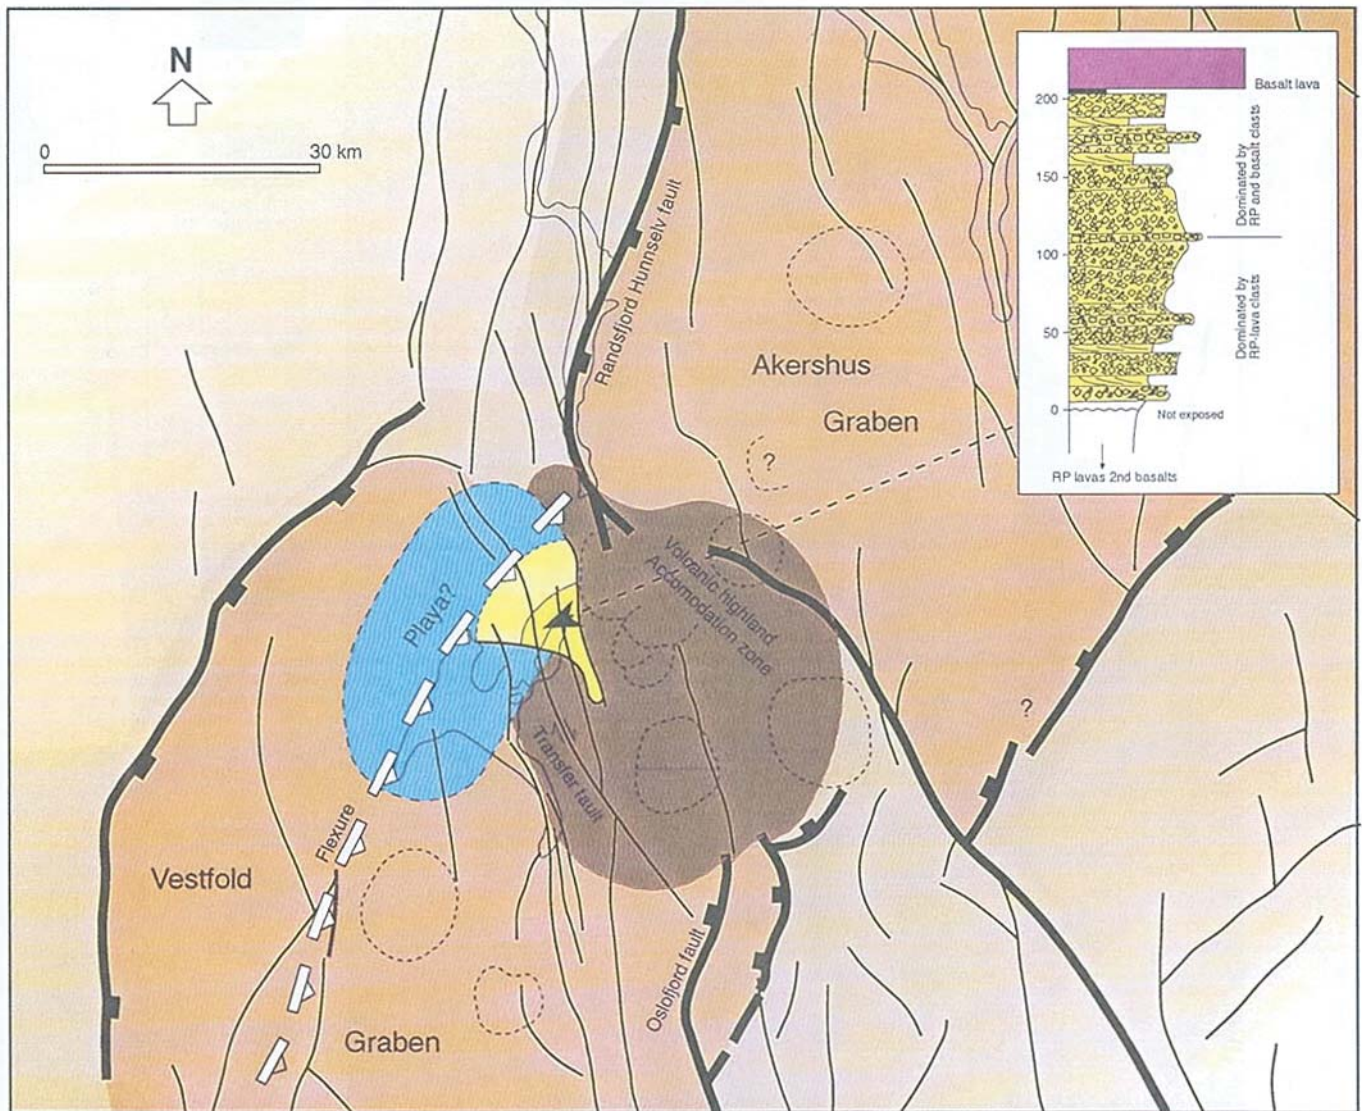 N
0
30 km
Randsfjord Hunnselv fault
Akershus
Graben
?
Volcanic highland
Accomodation zone
Playa?
Transfer fault
Flexure
Vestfold
Graben
Oslofjord fault
?
200
150
100
50
0
Basalt lava
Dominated by
RP and basalt clasts
Dominated by
RP-lava clasts
Not exposed
RP lavas 2nd basalts